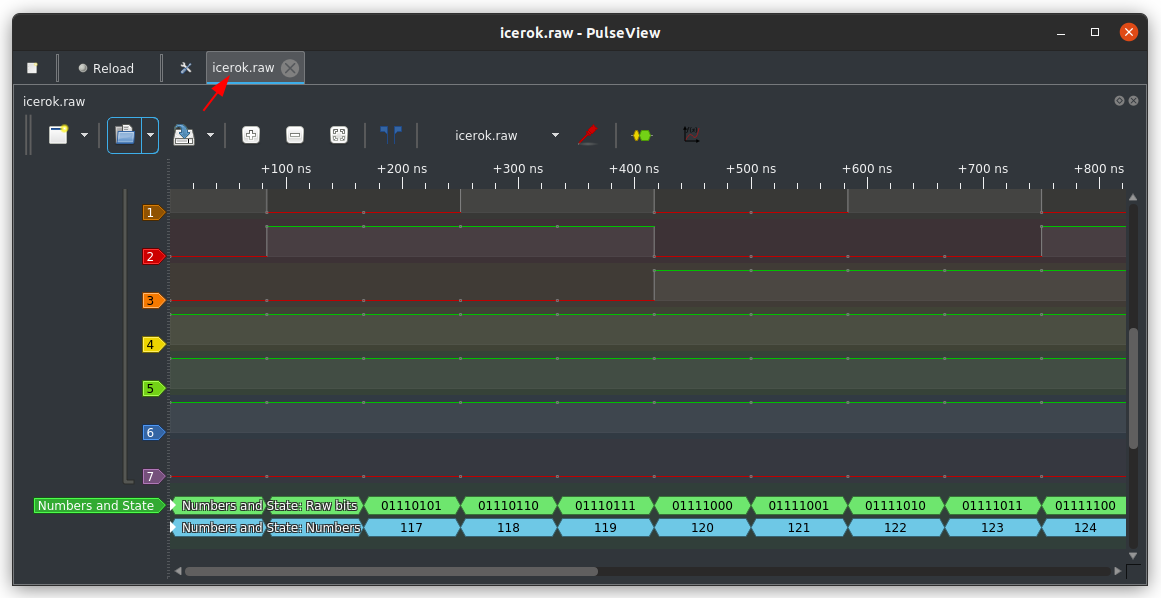 icerok.raw - PulseView
Reload
icerok.raw
icerok.raw
icerok.raw
+100 ns +200 ns +300 ns +400 ns +500 ns +600 ns +700 ns +800 ns
1
2
3
4
5
6
7
Numbers and State Numbers and State: Raw bits 01110101 01110110 01110111 01111000 01111001 01111010 01111011 01111100
Numbers and State: Numbers 117 118 119 120 121 122 123 124